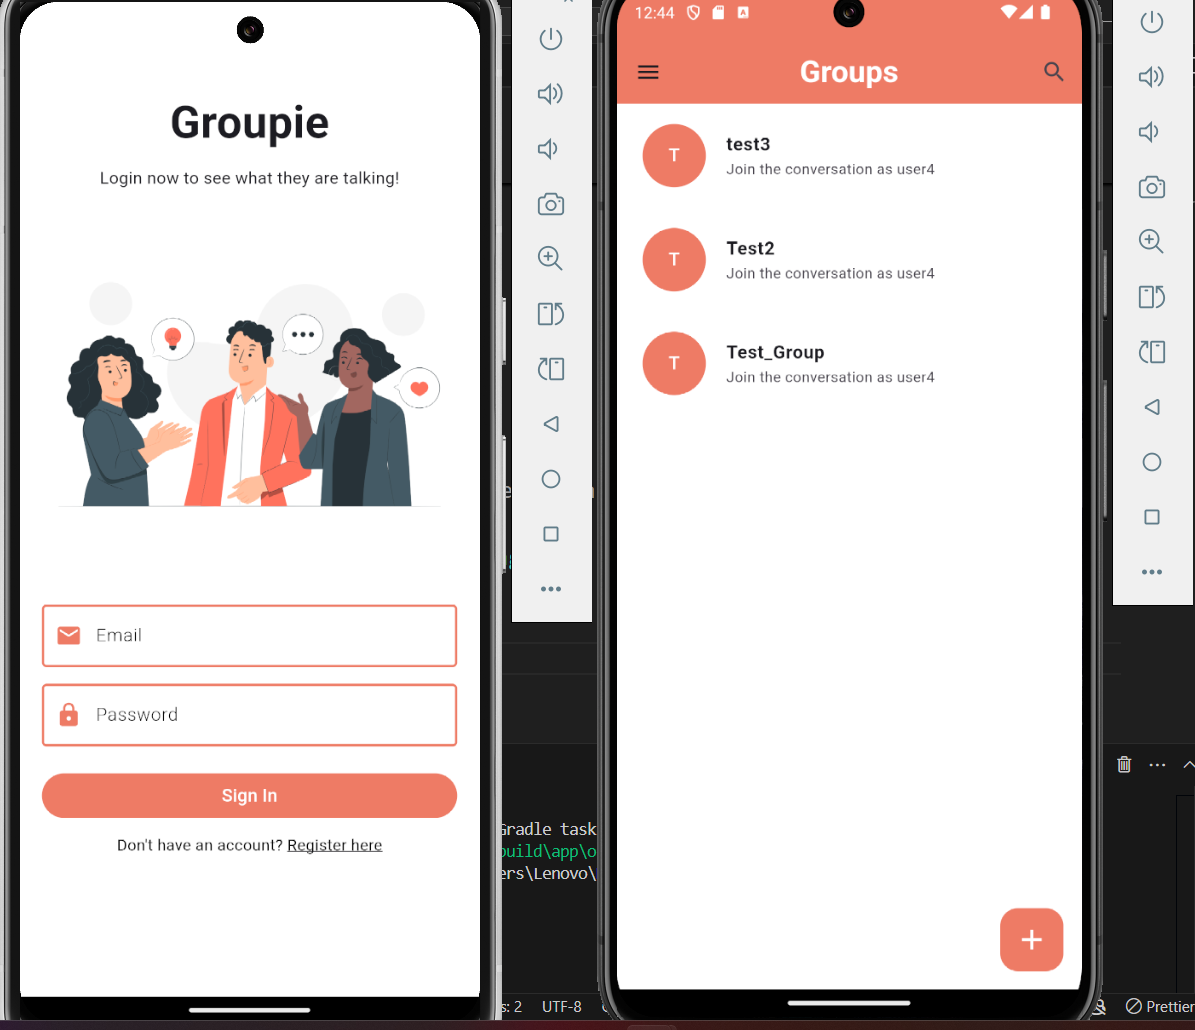 Groupie
Login now to see what they are talking!
Email
Password
Sign In
Don't have an account? Register here
12:44
A
Groups
T
test3
Join the conversation as user4
T
Test2
Join the conversation as user4
T
Test_Group
Join the conversation as user4
+
Gradle task
build\app\o
ers\Lenovo\
s: 2 UTF-8
Prettier